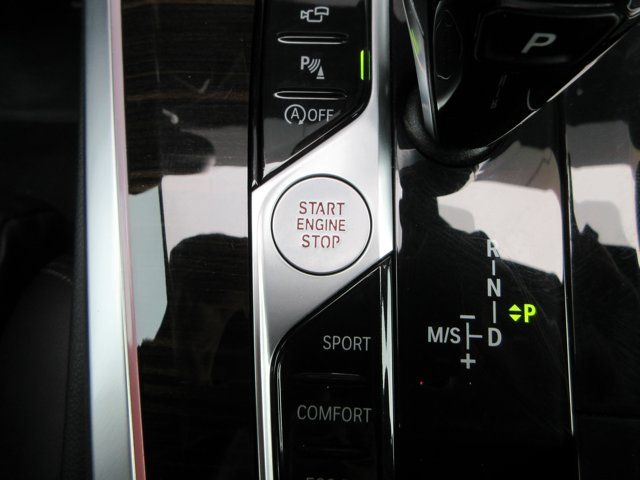 P
P
A OFF
START
ENGINE
STOP
R
N
P
M/S
D
+
SPORT
COMFORT